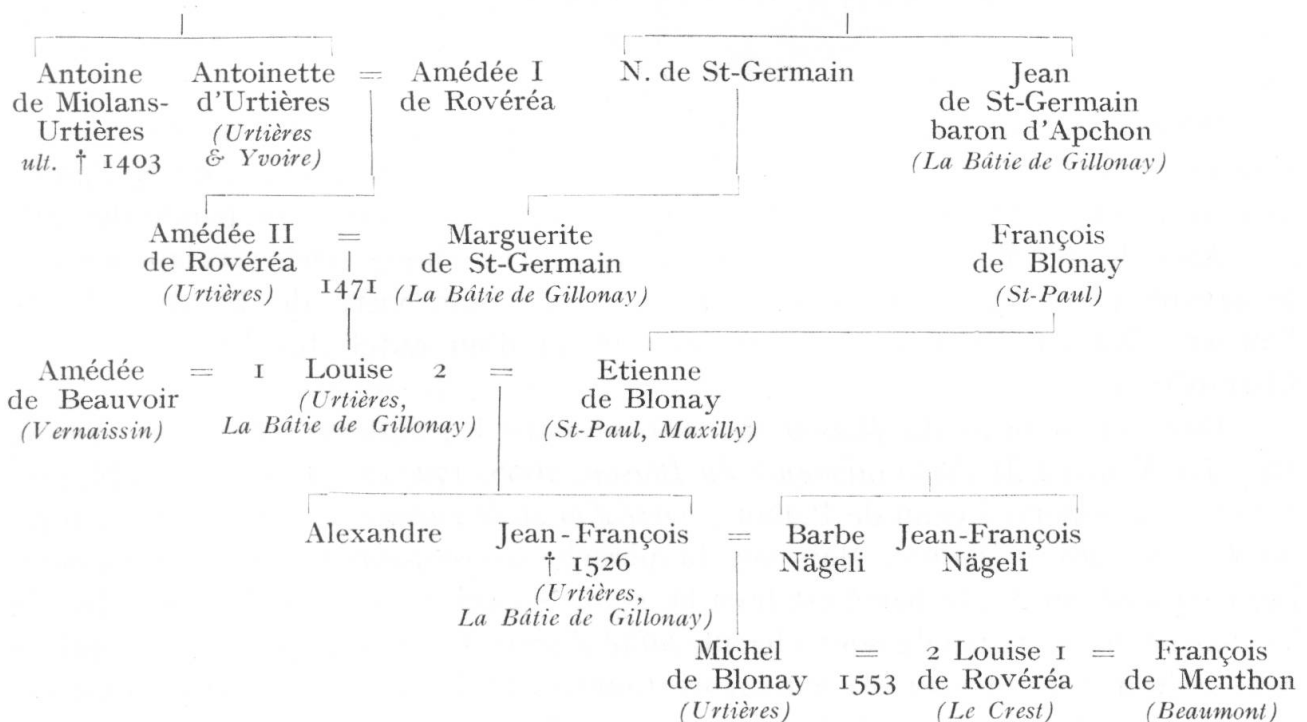 Antoine Antoinette = Amédée I N. de St-Germain Jean
de Miolans- d'Urtières de Rovéréa de St-Germain
Urtières (Urtières baron d'Apchon
ult. † 1403 & Yvoire) (La Bâtie de Gillonay)
Amédée II = Marguerite François
de Rovéréa de St-Germain de Blonay
(Urtières) 1471 (La Bâtie de Gillonay) (St-Paul)
Amédée = 1 Louise 2 = Etienne
de Beauvoir (Urtières, de Blonay
(Vernaissin) La Bâtie de Gillonay) (St-Paul, Maxilly)
Alexandre Jean-François = Barbe Jean-François
† 1526 Nägeli Nägeli
(Urtières,
La Bâtie de Gillonay)
Michel = 2 Louise 1 = François
de Blonay 1553 de Rovéréa de Menthon
(Urtières) (Le Crest) (Beaumont)